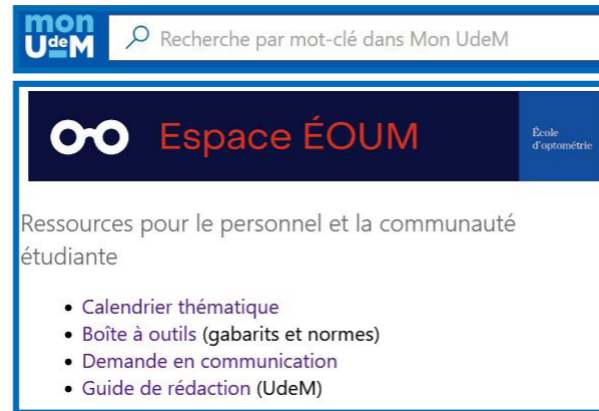 mon
UdeM
Recherche par mot-clé dans Mon UdeM
Espace ÉOUM
École
d'optométrie
Ressources pour le personnel et la communauté
étudiante
• Calendrier thématique
• Boîte à outils (gabarits et normes)
• Demande en communication
• Guide de rédaction (UdeM)